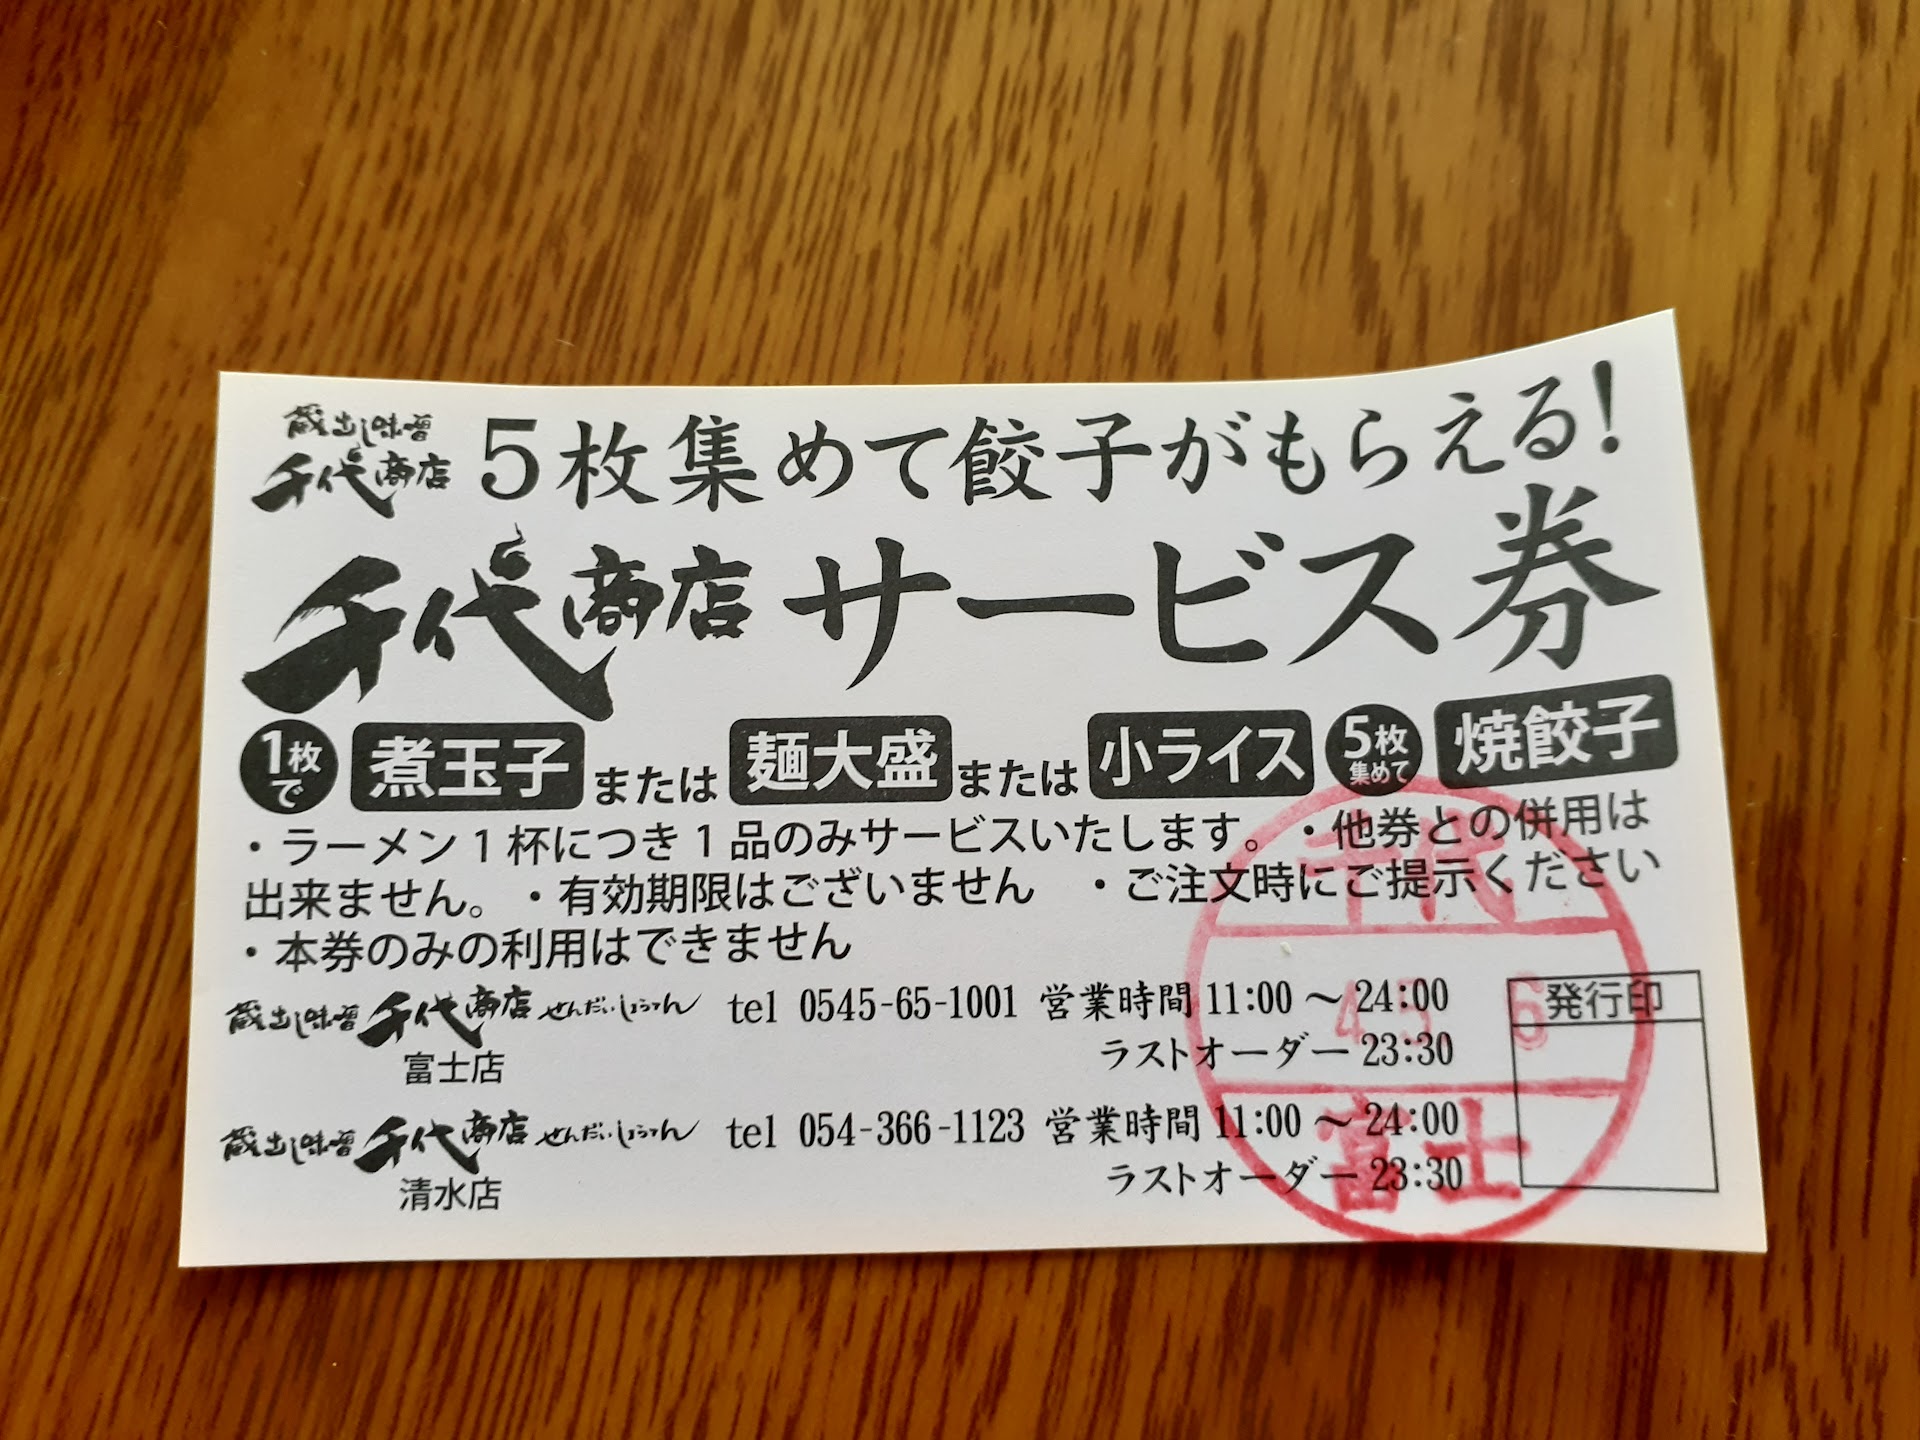 蔵出し味噌
千代商店 5枚集めて餃子がもらえる!
千代商店 サービス券
1枚で 煮玉子 または 麺大盛 または 小ライス 5枚集めて 焼餃子
・ラーメン1杯につき1品のみサービスいたします。 ・他券との併用は
出来ません。・有効期限はございません ・ご注文時にご提示ください
・本券のみの利用はできません
蔵出し味噌 千代商店 せんだいしょうてん tel 0545-65-1001 営業時間 11:00 ～ 24:00
富士店 ラストオーダー 23:30
発行印
蔵出し味噌 千代商店 せんだいしょうてん tel 054-366-1123 営業時間 11:00 ～ 24:00
清水店 ラストオーダー 23:30
千代
富士